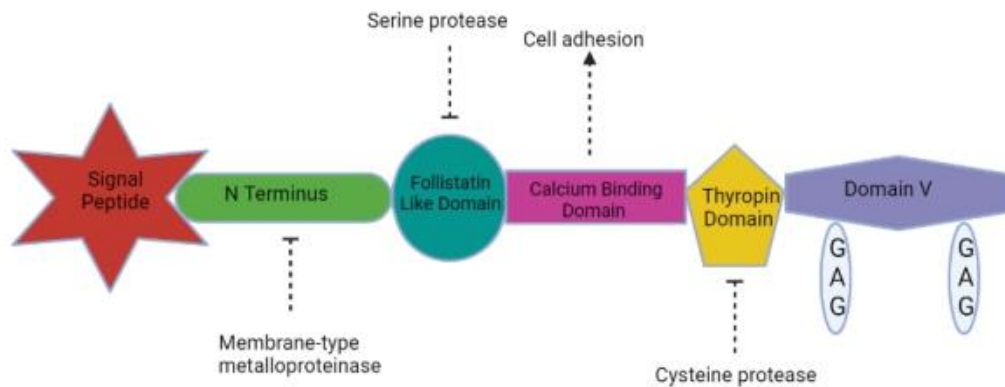 Serine protease
Cell adhesion
Signal
Peptide
N Terminus
Follistatin
Like Domain
Calcium Binding
Domain
Thyropin
Domain
Domain V
G
A
G
G
A
G
Membrane-type
metalloproteinase
Cysteine protease